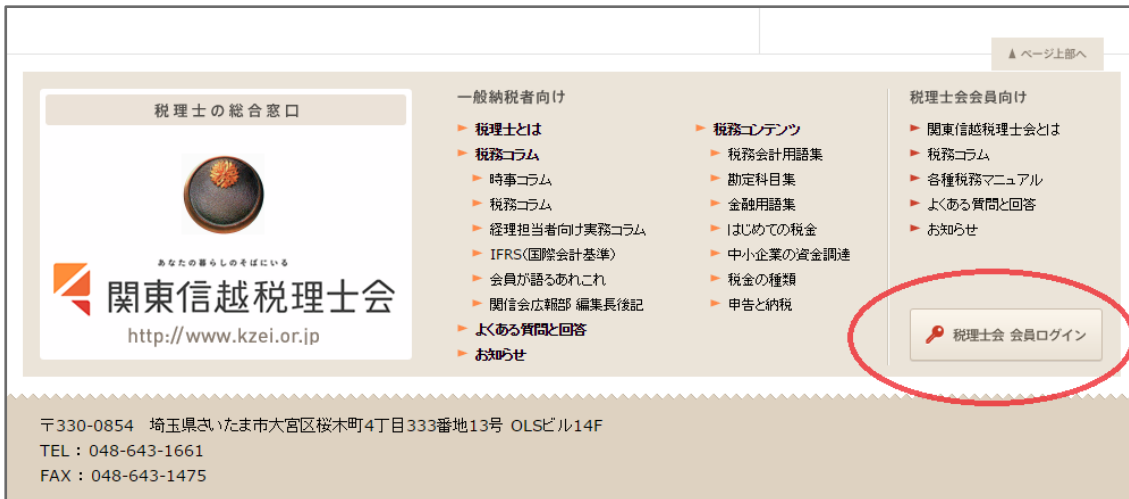 ▲ ページ上部へ
税理士の総合窓口
あなたの暮らしのそばにいる
関東信越税理士会
http://www.kzei.or.jp
一般納税者向け
税理士とは
税務コラム
時事コラム
税務コラム
経理担当者向け実務コラム
IFRS(国際会計基準)
会員が語るあれこれ
関信会広報部 編集長後記
よくある質問と回答
お知らせ
税務コンテンツ
税務会計用語集
勘定科目集
金融用語集
はじめての税金
中小企業の資金調達
税金の種類
申告と納税
税理士会会員向け
関東信越税理士会とは
税務コラム
各種税務マニュアル
よくある質問と回答
お知らせ
税理士会 会員ログイン
〒330-0854 埼玉県さいたま市大宮区桜木町4丁目333番地13号 OLSビル14F
TEL : 048-643-1661
FAX : 048-643-1475